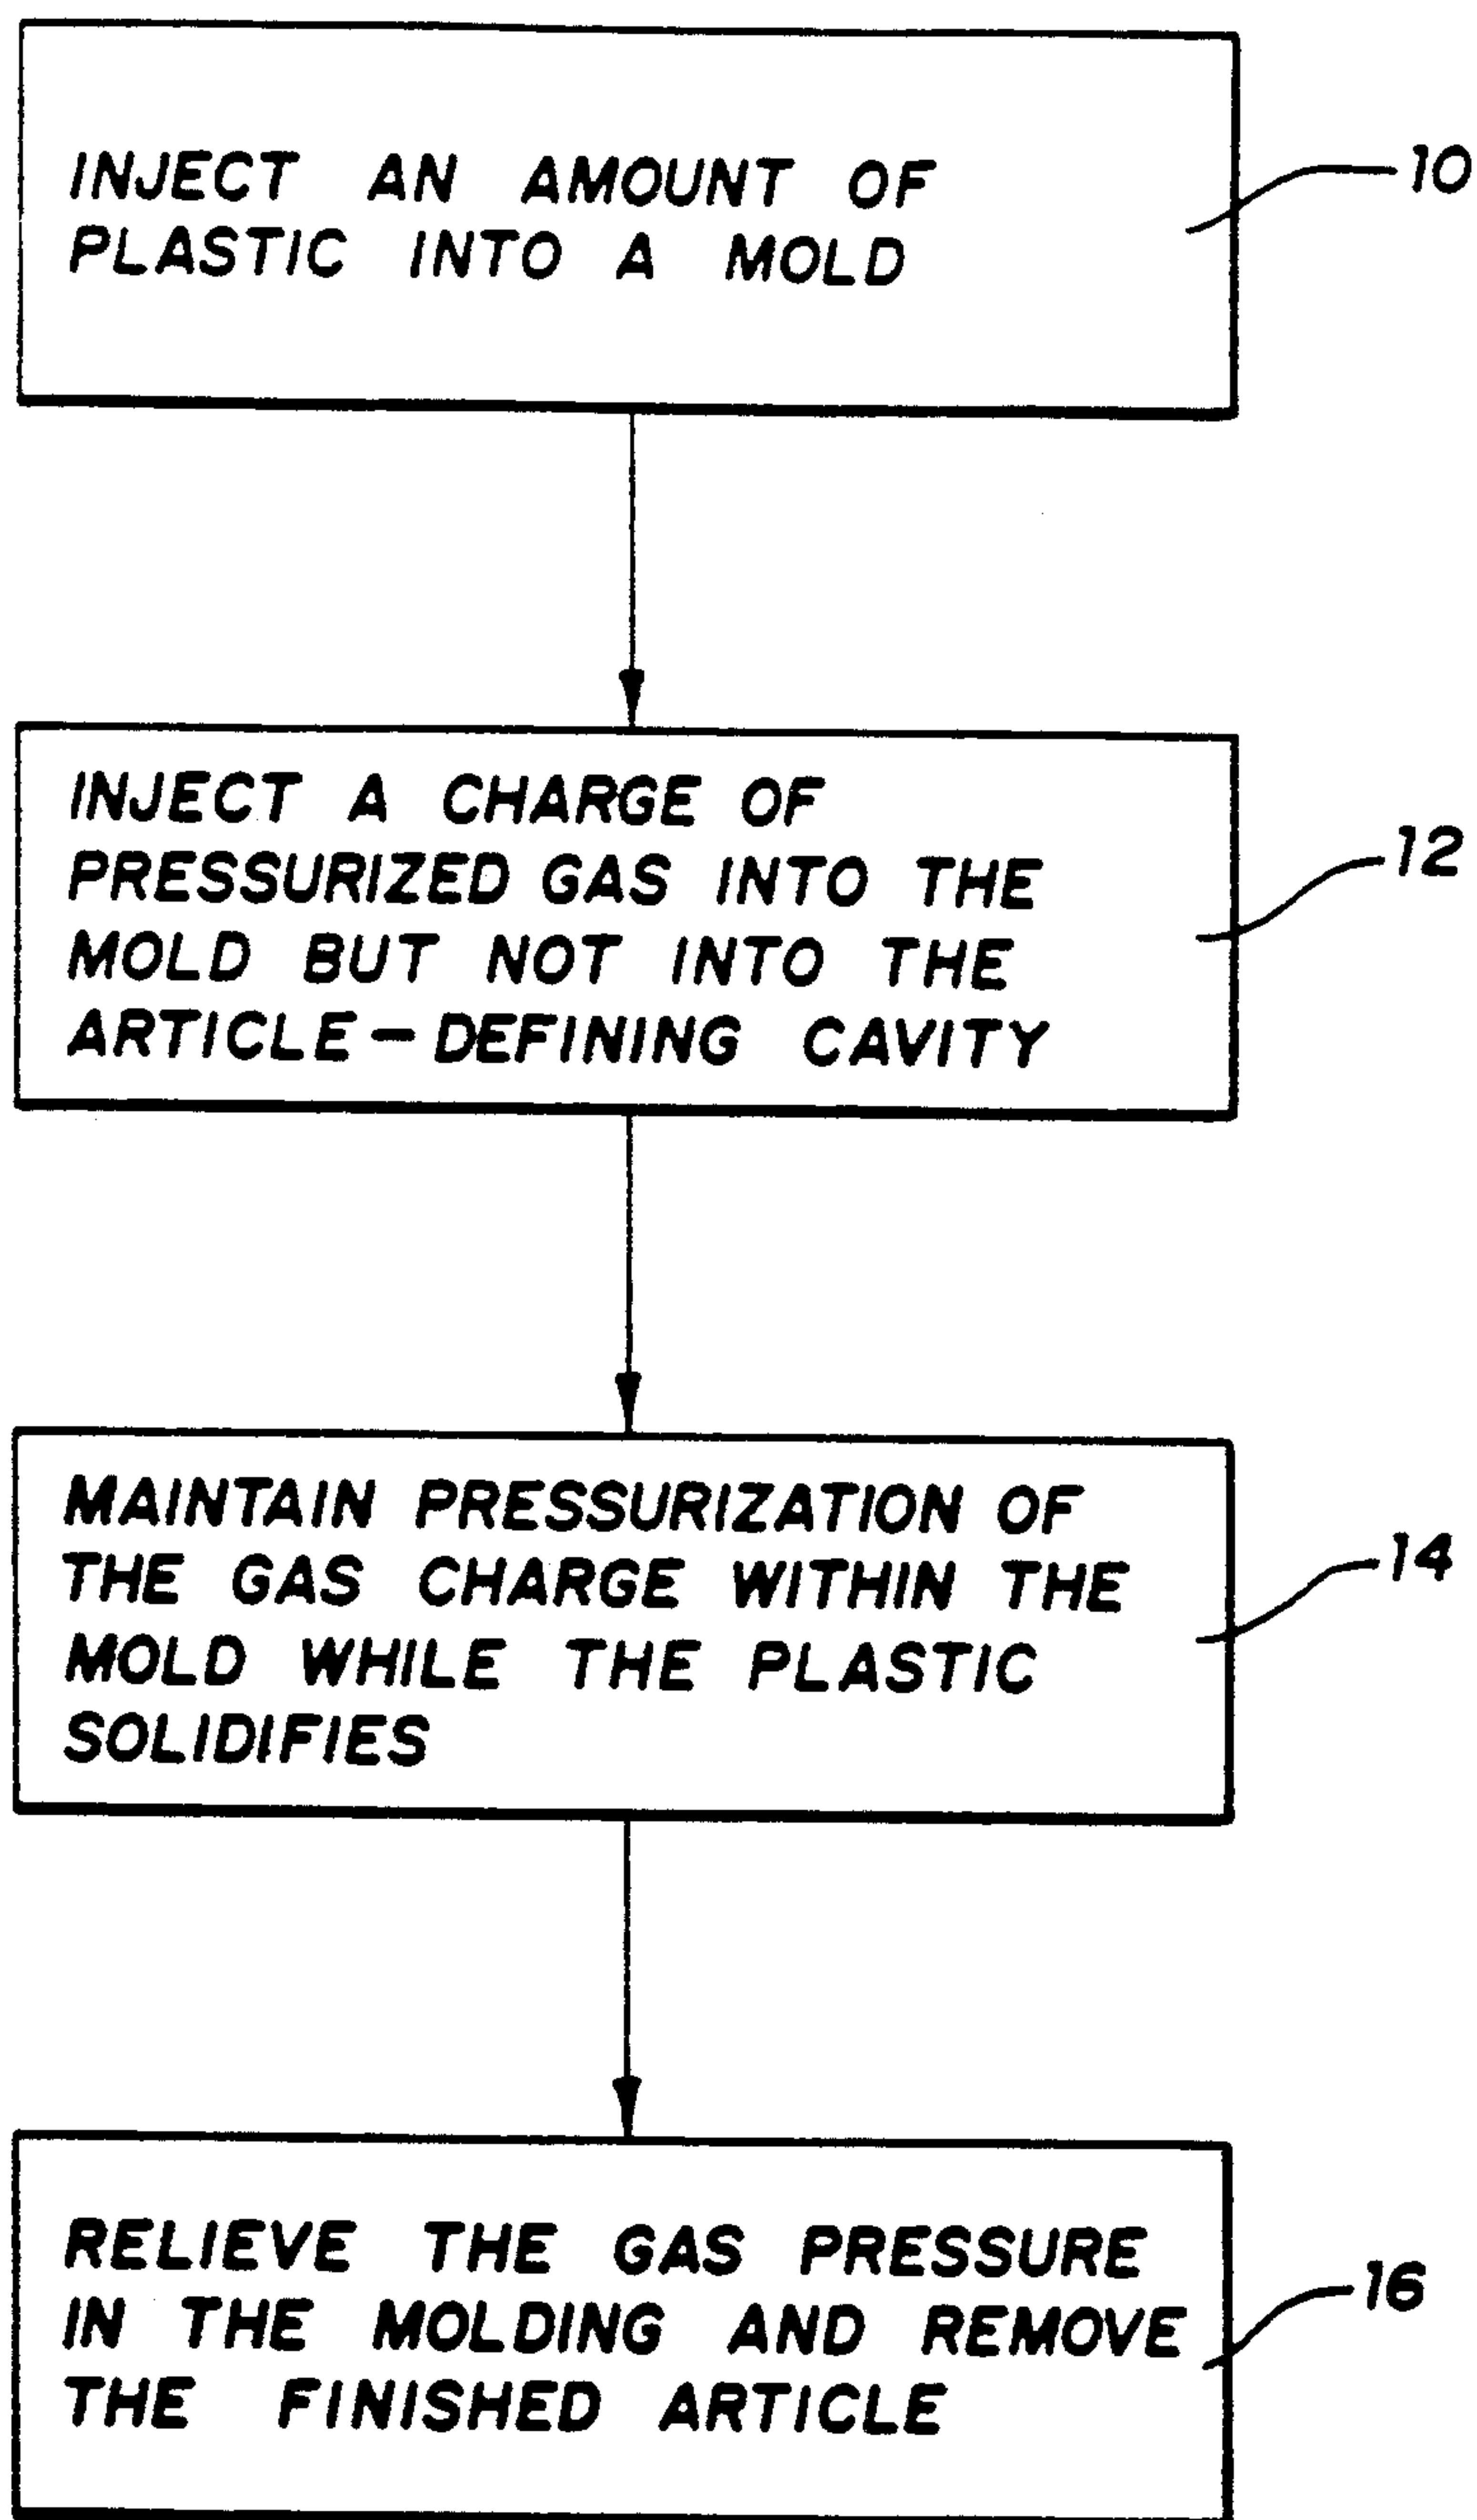 INJECT AN AMOUNT OF
PLASTIC INTO A MOLD
10
INJECT A CHARGE OF
PRESSURIZED GAS INTO THE
MOLD BUT NOT INTO THE
ARTICLE-DEFINING CAVITY
12
MAINTAIN PRESSURIZATION OF
THE GAS CHARGE WITHIN THE
MOLD WHILE THE PLASTIC
SOLIDIFIES
14
RELIEVE THE GAS PRESSURE
IN THE MOLDING AND REMOVE
THE FINISHED ARTICLE
16